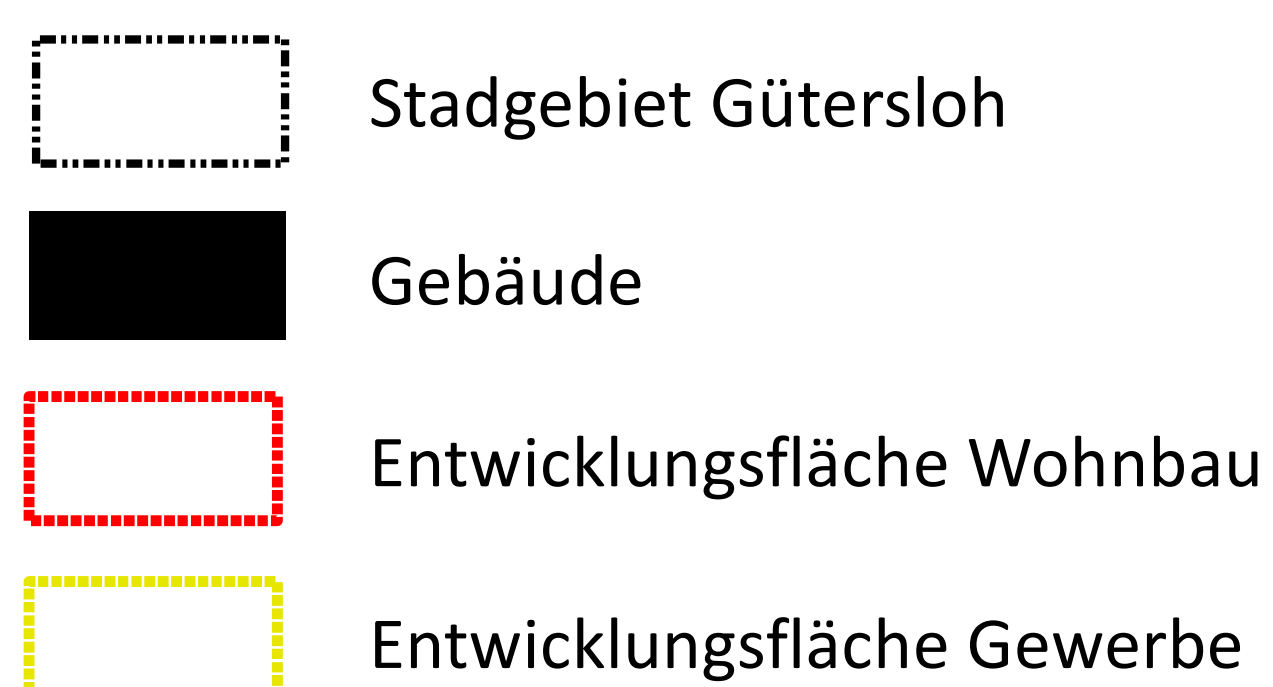 Stadgebiet Gütersloh
Gebäude
Entwicklungsfläche Wohnbau
Entwicklungsfläche Gewerbe